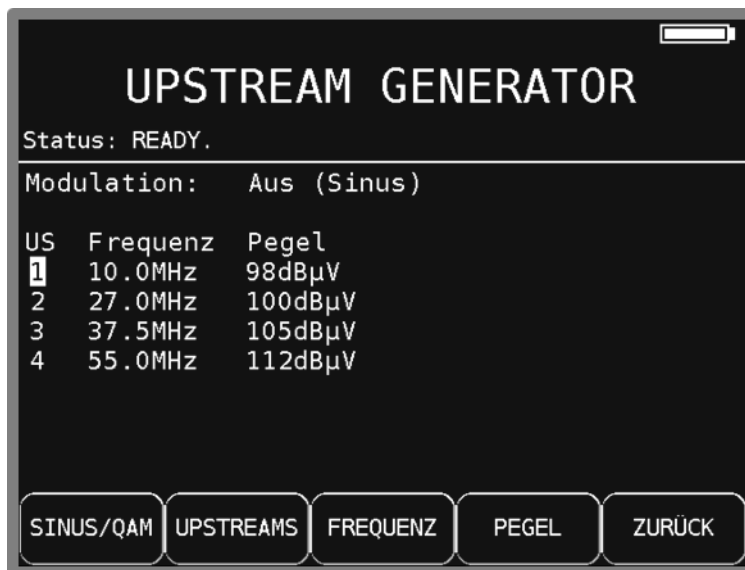 UPSTREAM GENERATOR
Status: READY.
Modulation: Aus (Sinus)
US Frequenz Pegel
1 10.0MHz 98dBµV
2 27.0MHz 100dBµV
3 37.5MHz 105dBµV
4 55.0MHz 112dBµV
SINUS/QAM UPSTREAMS FREQUENZ PEGEL ZURÜCK